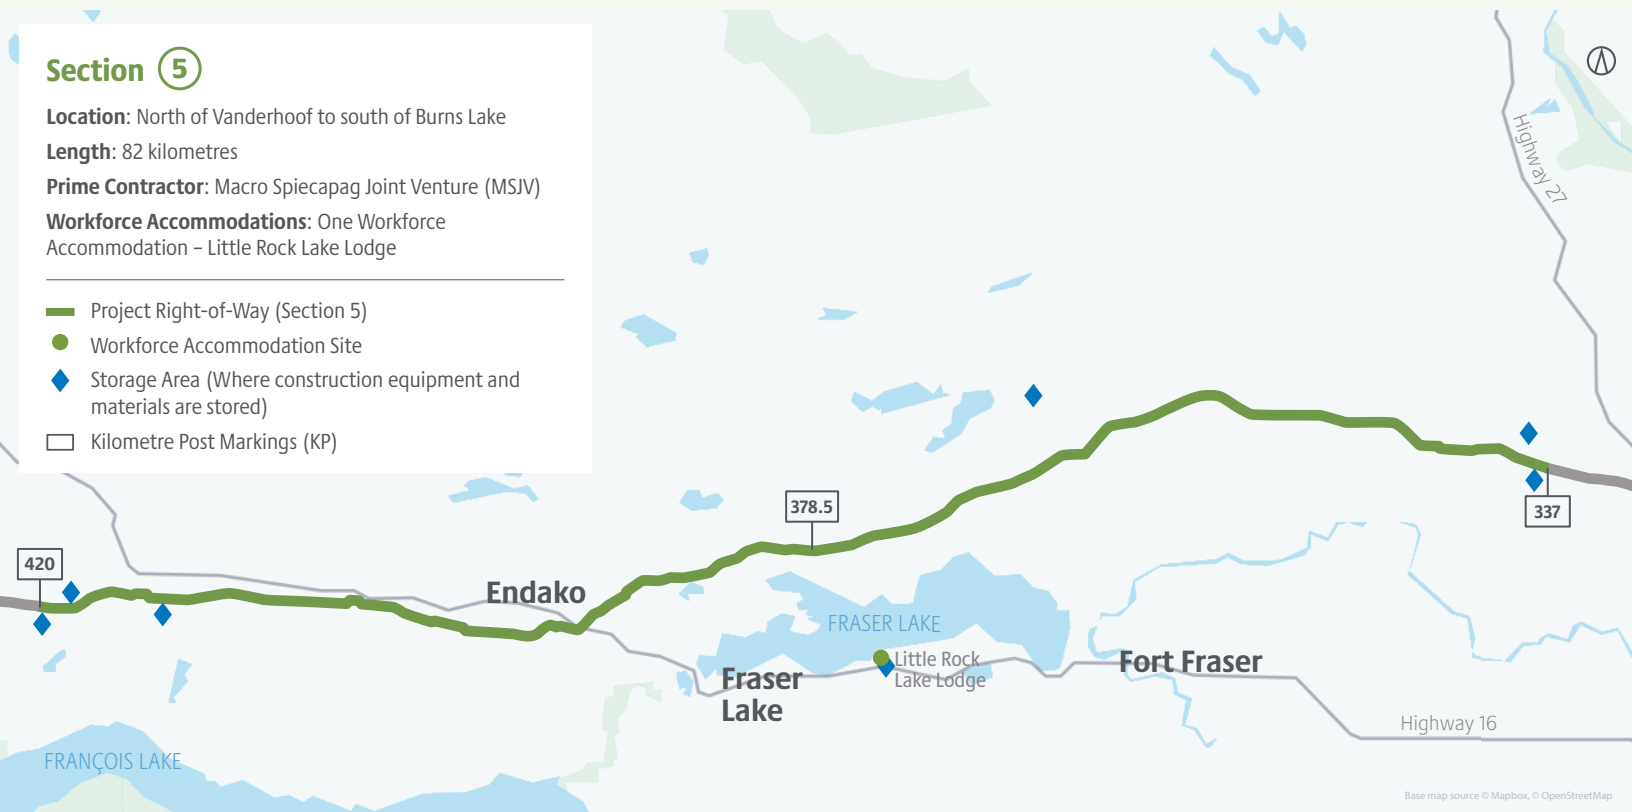 Section 5
Location: North of Vanderhoof to south of Burns Lake
Length: 82 kilometres
Prime Contractor: Macro Spiecapag Joint Venture (MSJV)
Workforce Accommodations: One Workforce
Accommodation – Little Rock Lake Lodge
Project Right-of-Way (Section 5)
Workforce Accommodation Site
Storage Area (Where construction equipment and
materials are stored)
Kilometre Post Markings (KP)
Highway 27
378.5
337
420
Endako
FRASER LAKE
Little Rock
Lake Lodge
Fort Fraser
Fraser
Lake
Highway 16
FRANÇOIS LAKE
Base map source © Mapbox, © OpenStreetMap